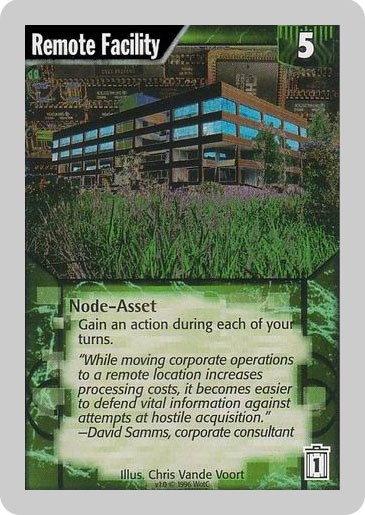 Remote Facility
5
Node–Asset
Gain an action during each of your
turns.
“While moving corporate operations
to a remote location increases
processing costs, it becomes easier
to defend vital information against
attempts at hostile acquisition.”
—David Samms, corporate consultant
Illus. Chris Vande Voort
v1.0 © 1996 WotC
1